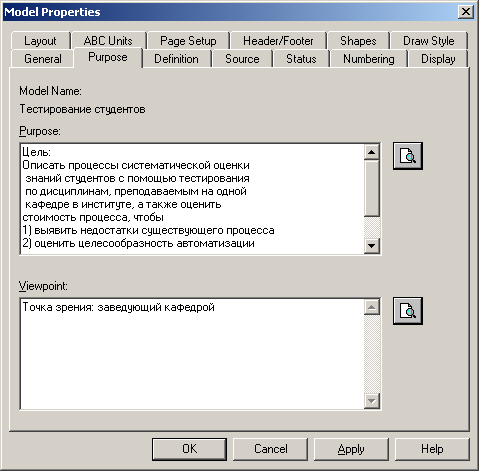 Model Properties
Layout ABC Units Page Setup Header/Footer Shapes Draw Style
General Purpose Definition Source Status Numbering Display
Model Name:
Тестирование студентов
Purpose:
Цель:
Описать процессы систематической оценки
знаний студентов с помощью тестирования
по дисциплинам, преподаваемым на одной
кафедре в институте, а также оценить
стоимость процесса, чтобы
1) выявить недостатки существующего процесса
2) оценить целесообразность автоматизации
Viewpoint:
Точка зрения: заведующий кафедрой
OK Cancel Apply Help